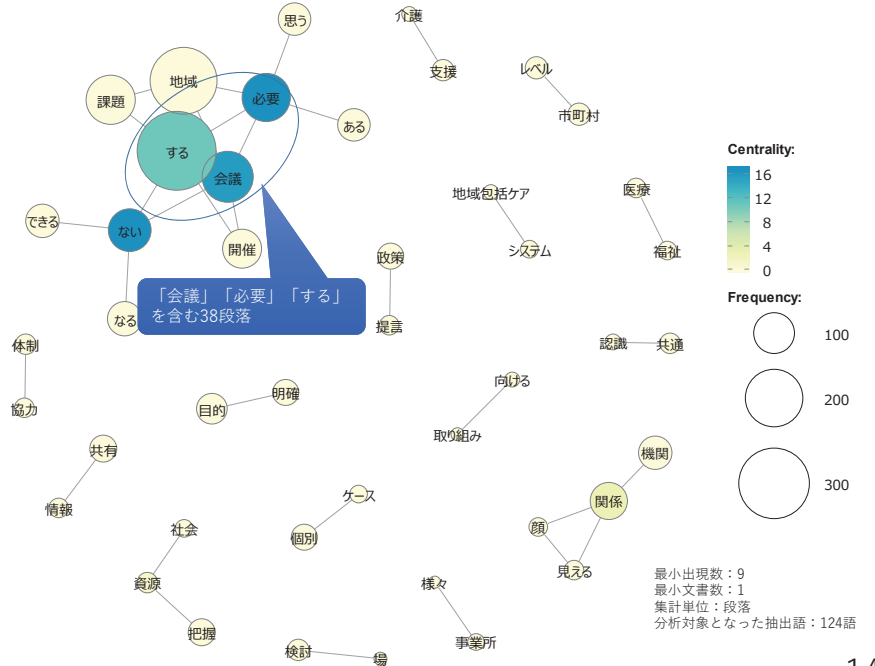 思う
介護
支援
レベル
市町村
地域
課題
必要
ある
する
会議
できる
ない
開催
なる
「会議」「必要」「する」
を含む38段落
地域包括ケア
システム
医療
福祉
政策
提言
認識
共通
体制
協力
目的
明確
向ける
取り組み
共有
情報
ケース
個別
機関
関係
顔
見える
社会
資源
把握
様々
事業所
検討
場
Centrality:
16
12
8
4
0
Frequency:
100
200
300
最小出現数：9
最小文書数：1
集計単位：段落
分析対象となった抽出語：124語